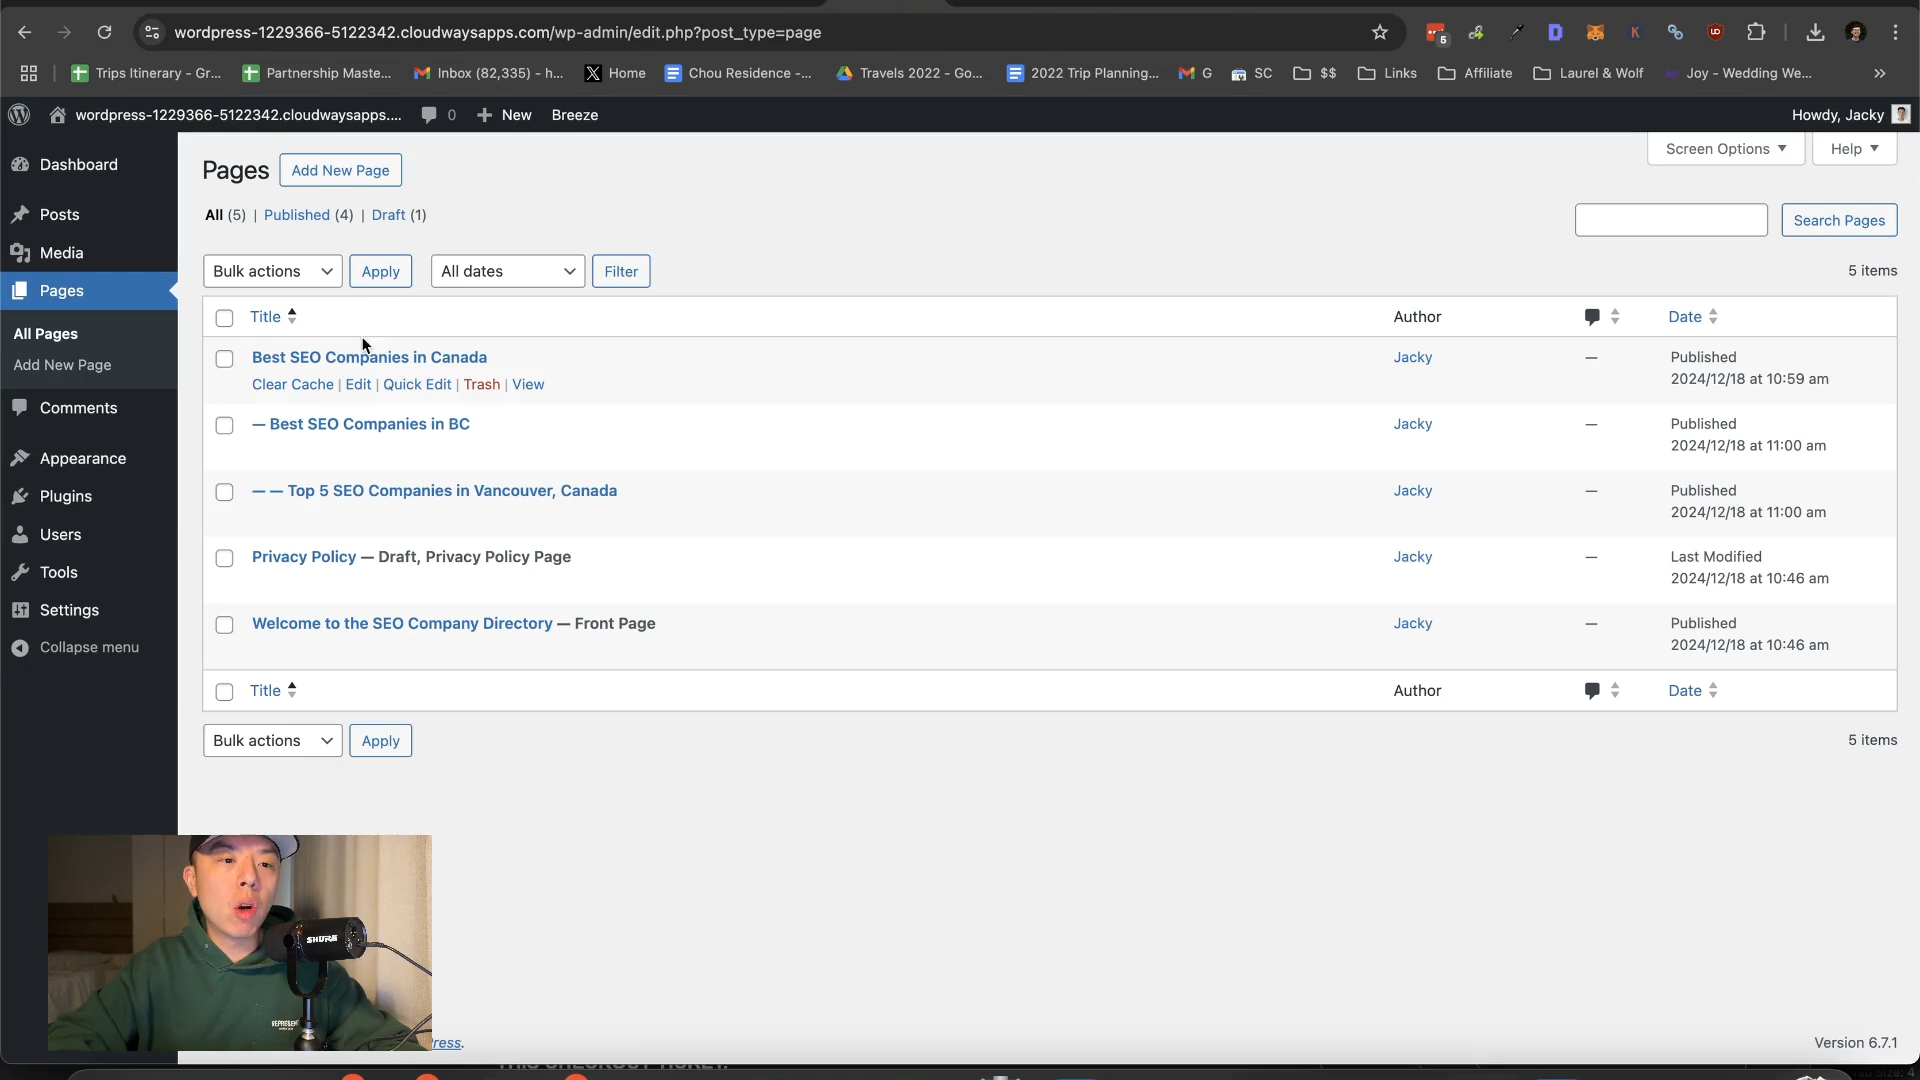 wordpress-1229366-5122342.cloudwaysapps.com/wp-admin/edit.php?post_type=page
5
Trips Itinerary - Gr...
Partnership Maste...
Inbox (82,335) – h...
Home
Chou Residence -...
Travels 2022 - Go...
2022 Trip Planning...
G
SC
$$
Links
Affiliate
Laurel & Wolf
Joy - Wedding We...
wordpress-1229366-5122342.cloudwaysapps....
0
New
Breeze
Howdy, Jacky
Dashboard
Posts
Media
Pages
All Pages
Add New Page
Comments
Appearance
Plugins
Users
Tools
Settings
Collapse menu
Pages
Add New Page
Screen Options
Help
All (5) | Published (4) | Draft (1)
Search Pages
Bulk actions
Apply
All dates
Filter
5 items
Title
Author
Date
Best SEO Companies in Canada
Clear Cache | Edit | Quick Edit | Trash | View
Jacky
—
Published
2024/12/18 at 10:59 am
— Best SEO Companies in BC
Jacky
—
Published
2024/12/18 at 11:00 am
— — Top 5 SEO Companies in Vancouver, Canada
Jacky
—
Published
2024/12/18 at 11:00 am
Privacy Policy — Draft, Privacy Policy Page
Jacky
—
Last Modified
2024/12/18 at 10:46 am
Welcome to the SEO Company Directory — Front Page
Jacky
—
Published
2024/12/18 at 10:46 am
Title
Author
Date
Bulk actions
Apply
5 items
SHURE
ress.
Version 6.7.1